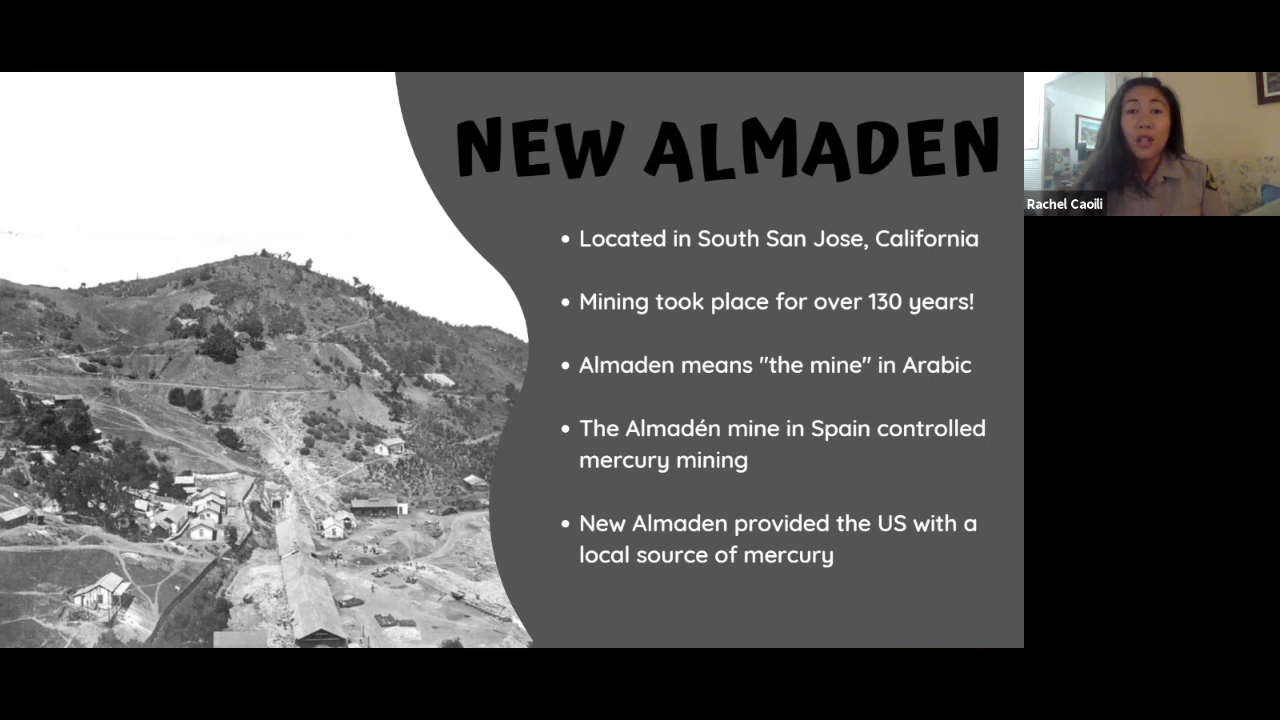 NEW ALMADEN
Rachel Caoili
• Located in South San Jose, California
• Mining took place for over 130 years!
• Almaden means "the mine" in Arabic
• The Almadén mine in Spain controlled
mercury mining
• New Almaden provided the US with a
local source of mercury